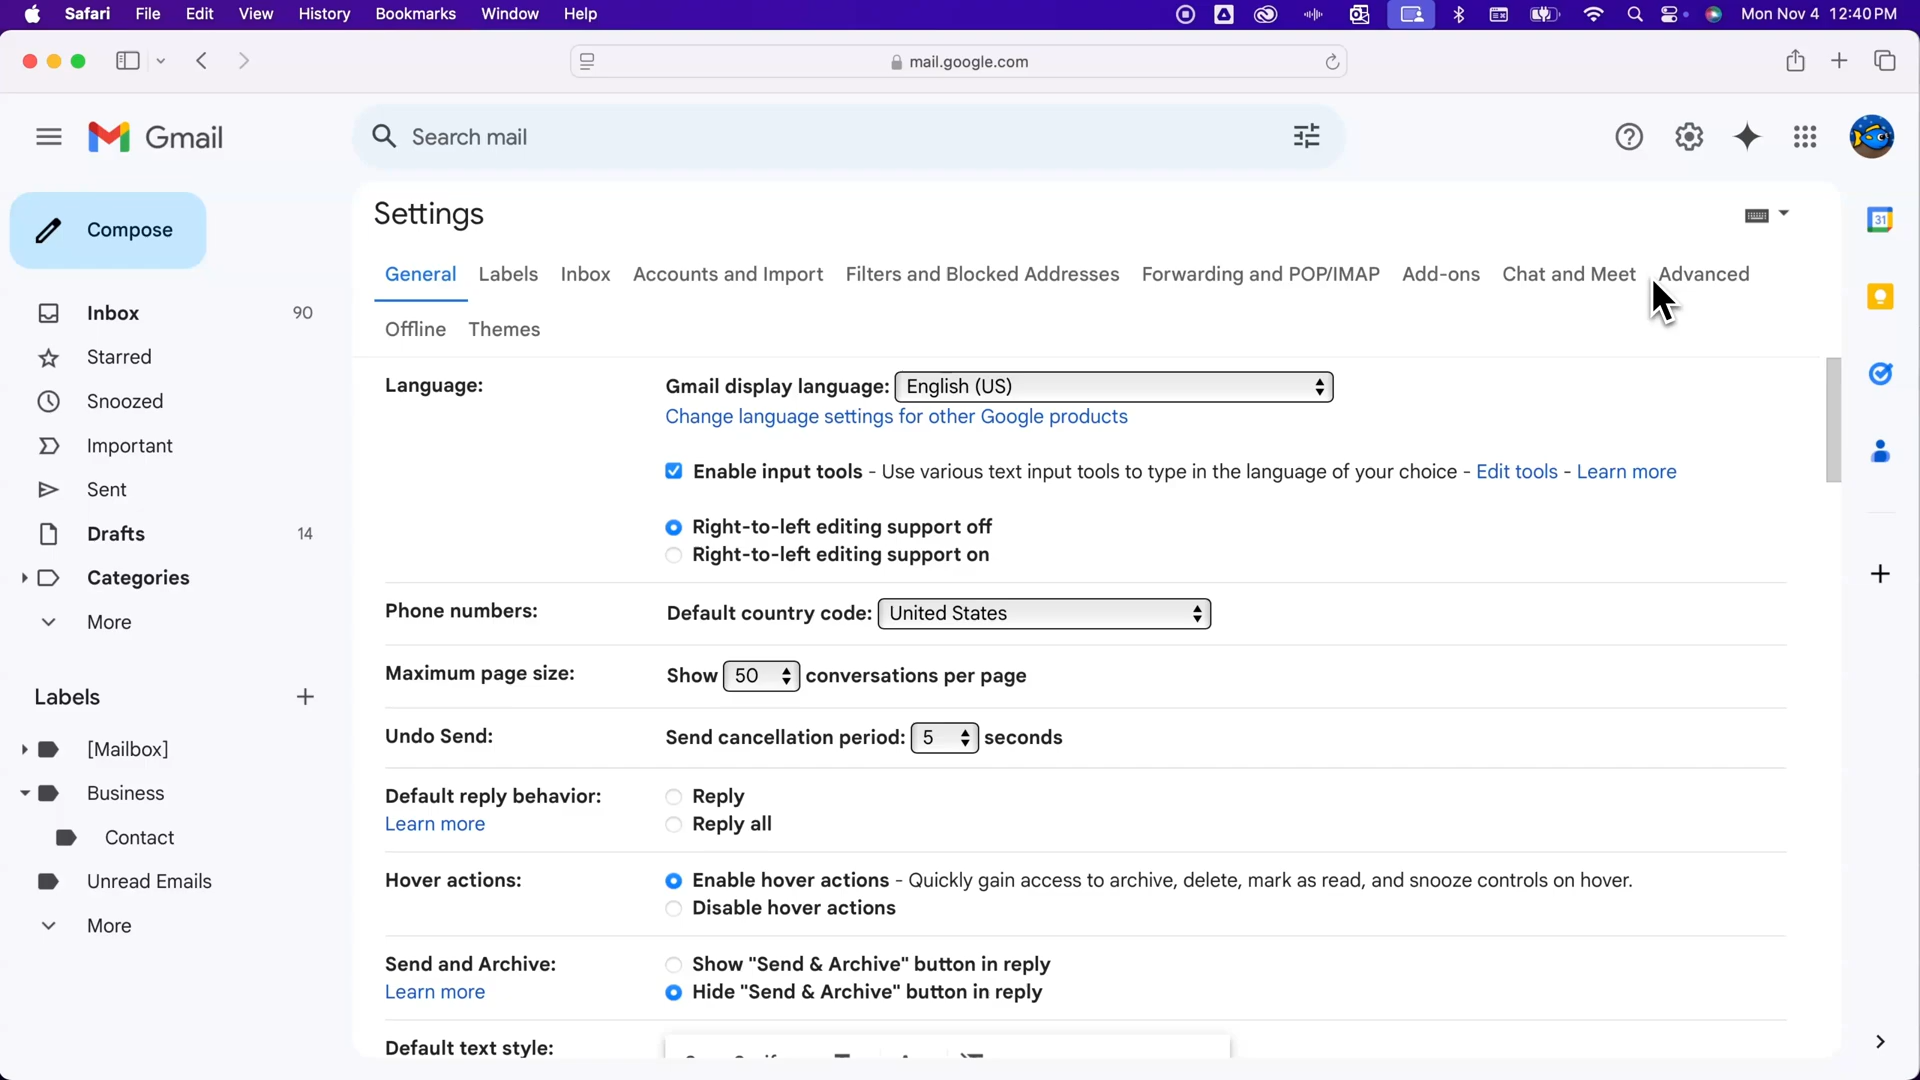 Safari File Edit View History Bookmarks Window Help Mon Nov 4 12:40 PM
mail.google.com
Gmail Search mail
Compose
Inbox 90
Starred
Snoozed
Important
Sent
Drafts 14
Categories
More
Labels
[Mailbox]
Business
Contact
Unread Emails
More
Settings
General Labels Inbox Accounts and Import Filters and Blocked Addresses Forwarding and POP/IMAP Add-ons Chat and Meet Advanced
Offline Themes
Language: Gmail display language: English (US)
Change language settings for other Google products
Enable input tools - Use various text input tools to type in the language of your choice - Edit tools - Learn more
Right-to-left editing support off
Right-to-left editing support on
Phone numbers: Default country code: United States
Maximum page size: Show 50 conversations per page
Undo Send: Send cancellation period: 5 seconds
Default reply behavior: Reply
Learn more Reply all
Hover actions: Enable hover actions - Quickly gain access to archive, delete, mark as read, and snooze controls on hover.
Disable hover actions
Send and Archive: Show "Send & Archive" button in reply
Learn more Hide "Send & Archive" button in reply
Default text style:
31